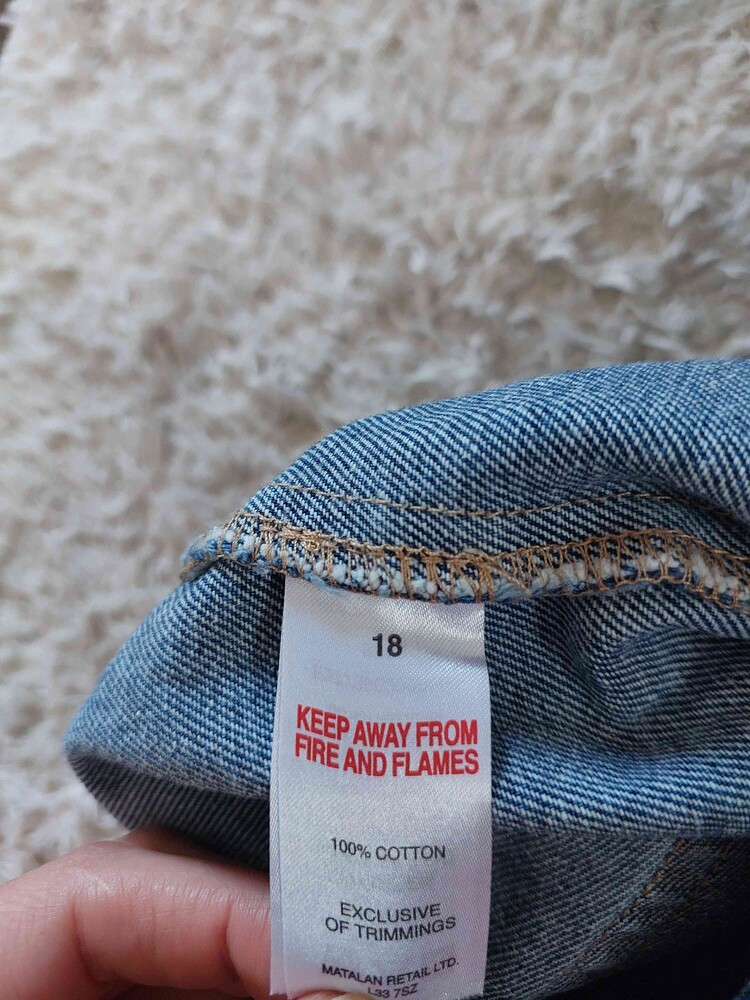 18
KEEP AWAY FROM
FIRE AND FLAMES
100% COTTON
EXCLUSIVE
OF TRIMMINGS
MATALAN RETAIL LTD.
L33 7SZ